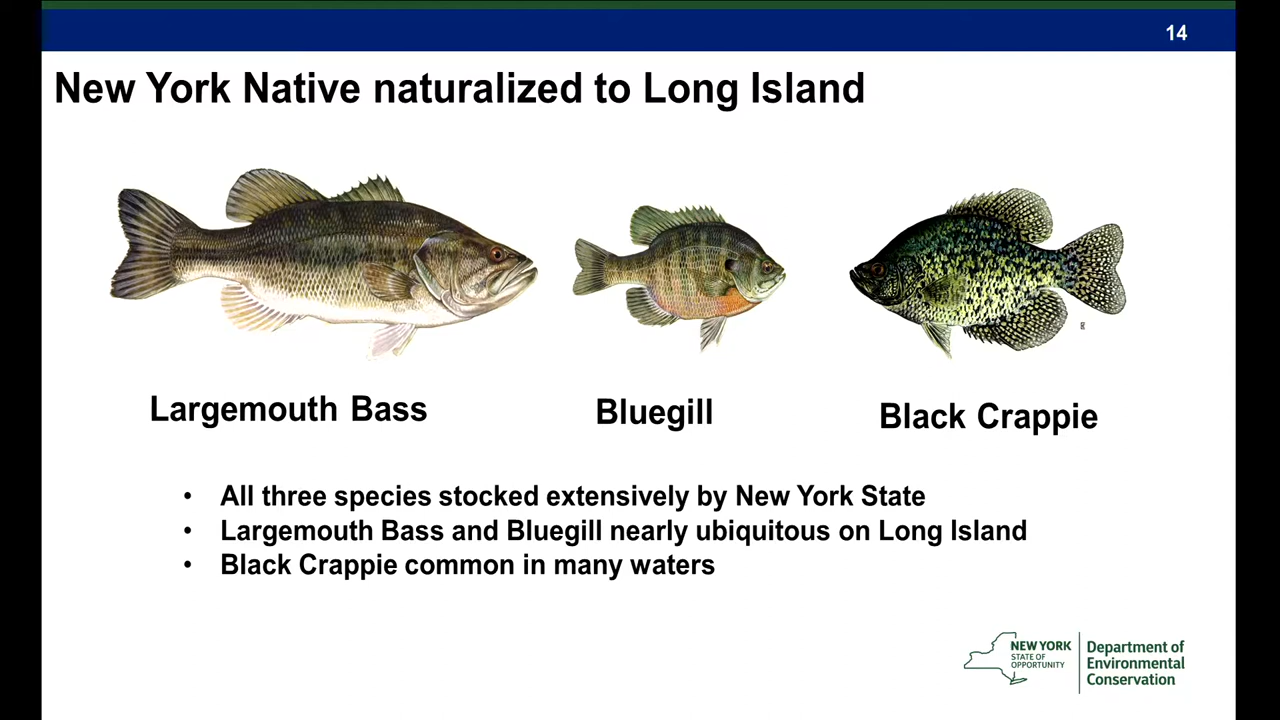 14
New York Native naturalized to Long Island
Largemouth Bass
Bluegill
Black Crappie
• All three species stocked extensively by New York State
• Largemouth Bass and Bluegill nearly ubiquitous on Long Island
• Black Crappie common in many waters
NEW YORK
STATE OF
OPPORTUNITY
Department of
Environmental
Conservation